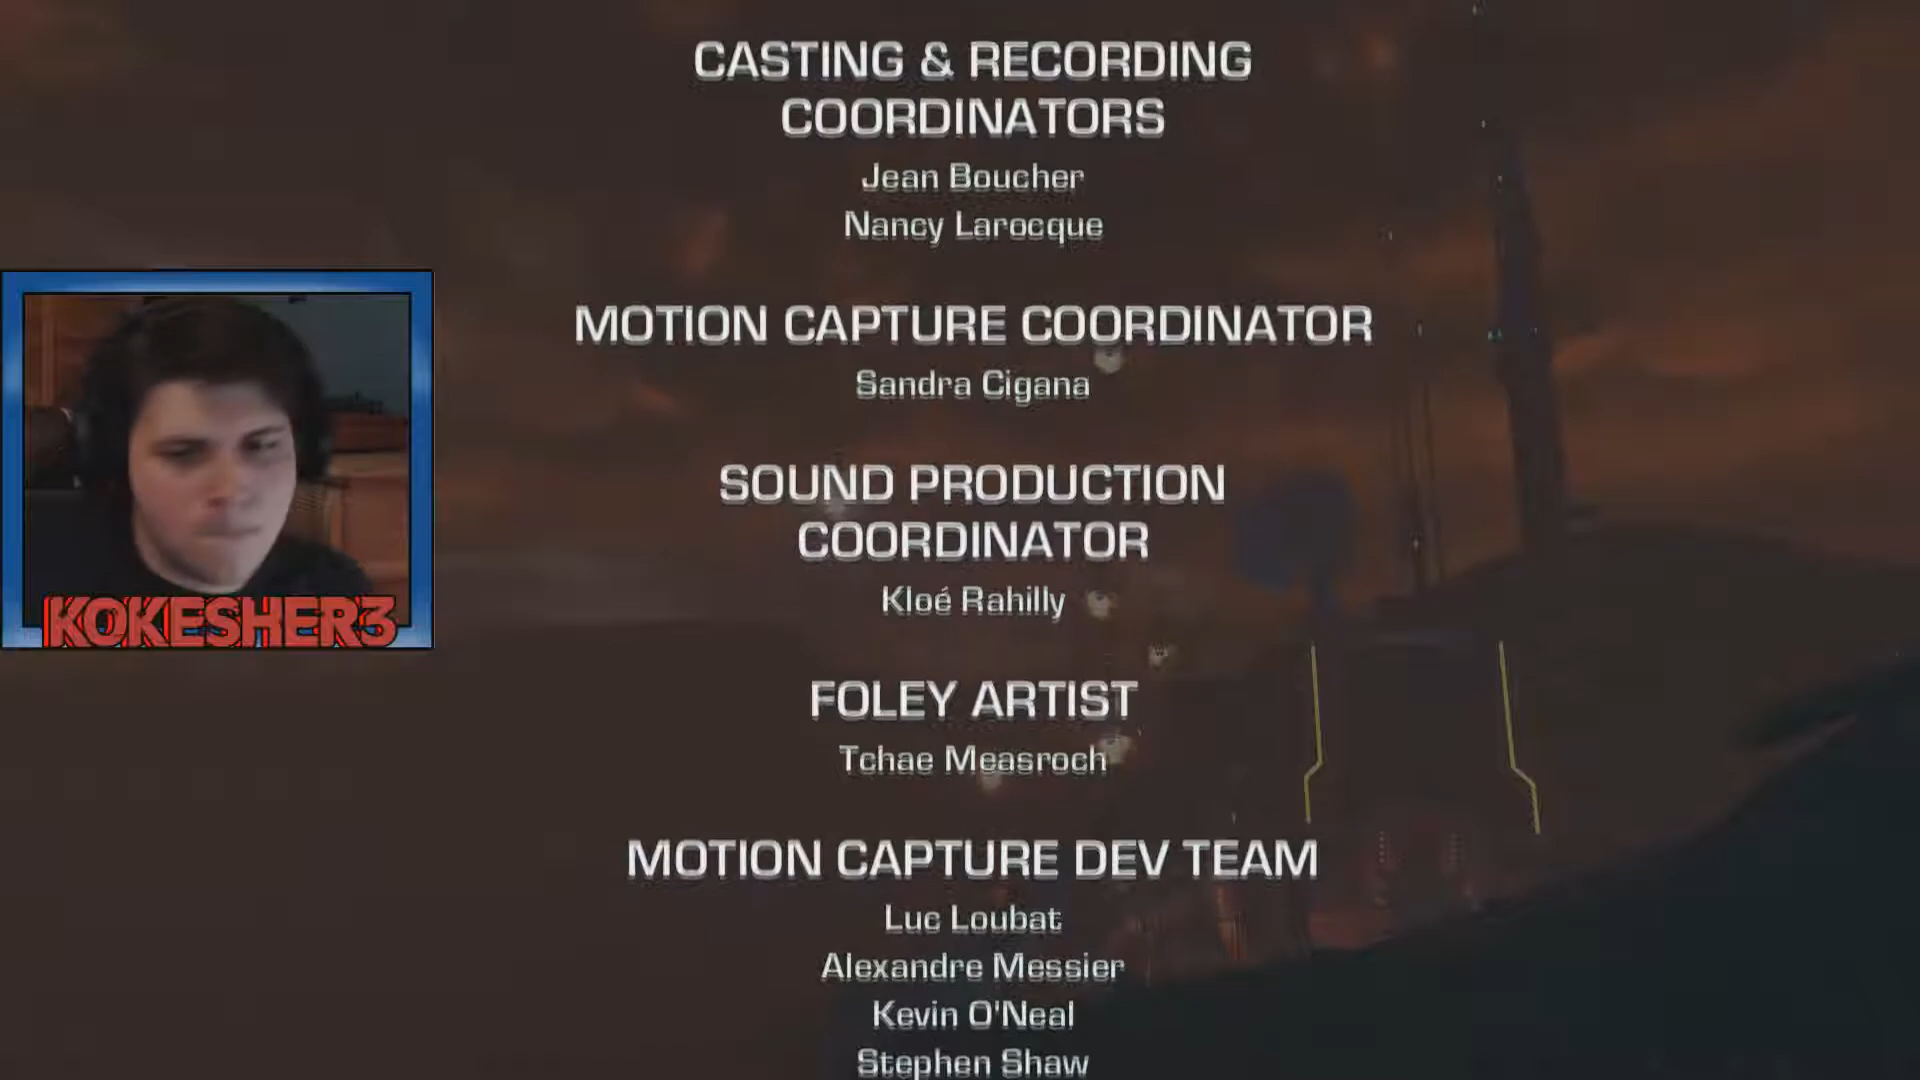 CASTING & RECORDING
COORDINATORS
Jean Boucher
Nancy Larocque
MOTION CAPTURE COORDINATOR
Sandra Cigana
SOUND PRODUCTION
COORDINATOR
Kloé Rahilly
FOLEY ARTIST
Tchae Measroch
MOTION CAPTURE DEV TEAM
Luc Loubat
Alexandre Messier
Kevin O'Neal
Stephen Shaw
KOKESHER3